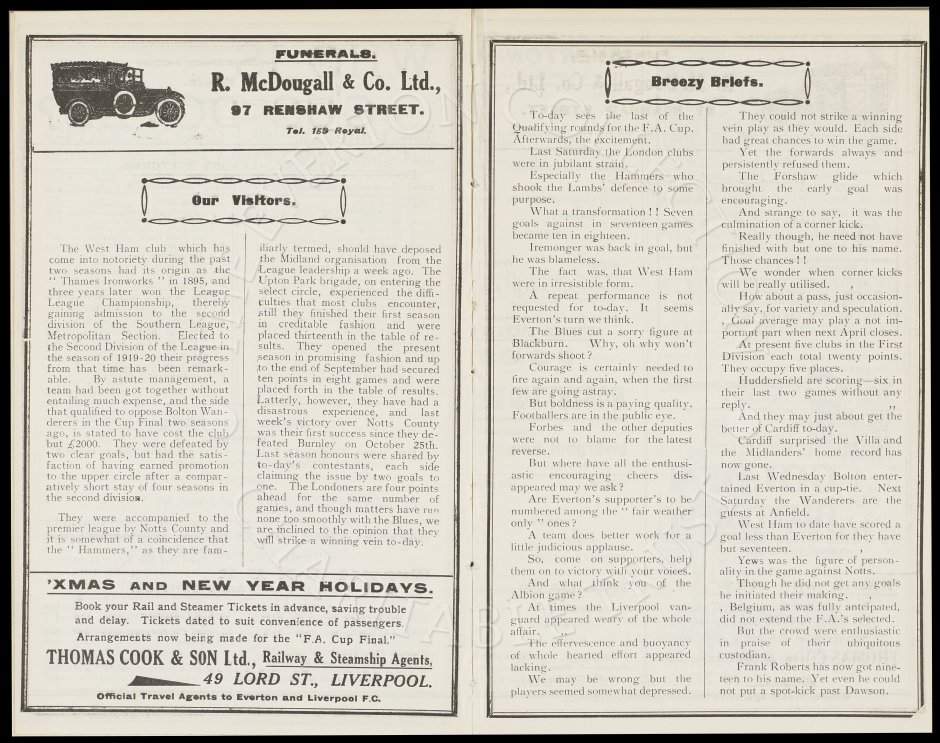 FUNERALS.
R. McDougall & Co. Ltd.,
97 RENSHAW STREET.
Tel. 159 Royal.
Our Visitors.
The West Ham club which has
come into notoriety during the past
two seasons had its origin as the
" Thames Ironworks " in 1895, and
three years later won the League
League Championship, thereby
gaining admission to the second
division of the Southern League,
Metropolitan Section. Elected to
the Second Division of the League in
the season of 1919-20 their progress
from that time has been remark-
able. By astute management, a
team had been got together without
entailing much expense, and the side
that qualified to oppose Bolton Wan-
derers in the Cup Final two seasons
ago, is stated to have cost the club
but £2000. They were defeated by
two clear goals, but had the satis-
faction of having earned promotion
to the upper circle after a compar-
atively short stay of four seasons in
the second division.
They were accompanied to the
premier league by Notts County and
it is somewhat of a coincidence that
the " Hammers," as they are fam-
iliarly termed, should have deposed
the Midland organisation from the
League leadership a week ago. The
Upton Park brigade, on entering the
select circle, experienced the diffi-
culties that most clubs encounter,
still they finished their first season
in creditable fashion and were
placed thirteenth in the table of re-
sults. They opened the present
season in promising fashion and up
to the end of September had secured
ten points in eight games and were
placed forth in the table of results.
Latterly, however, they have had a
disastrous experience, and last
week's victory over Notts County
was their first success since they de-
feated Burnley on October 25th.
Last season honours were shared by
to-day's contestants, each side
claiming the issue by two goals to
one. The Londoners are four points
ahead for the same number of
games, and though matters have run
none too smoothly with the Blues, we
are inclined to the opinion that they
will strike a winning vein to-day.
'XMAS AND NEW YEAR HOLIDAYS.
Book your Rail and Steamer Tickets in advance, saving trouble
and delay. Tickets dated to suit convenience of passengers.
Arrangements now being made for the "F.A. Cup Final."
THOMAS COOK & SON Ltd., Railway & Steamship Agents,
49 LORD ST., LIVERPOOL.
Official Travel Agents to Everton and Liverpool F.C.
Breezy Briefs.
To-day sees the last of the
Qualifying rounds for the F.A. Cup.
Afterwards, the excitement.
Last Saturday the London clubs
were in jubilant strain.
Especially the Hammers who
shook the Lambs' defence to some
purpose.
What a transformation ! ! Seven
goals against in seventeen games
became ten in eighteen.
Iremonger was back in goal, but
he was blameless.
The fact was, that West Ham
were in irresistible form.
A repeat performance is not
requested for to-day. It seems
Everton's turn we think.
The Blues cut a sorry figure at
Blackburn. Why, oh why won't
forwards shoot ?
Courage is certainly needed to
fire again and again, when the first
few are going astray.
But boldness is a paying quality.
Footballers are in the public eye.
Forbes and the other deputies
were not to blame for the latest
reverse.
But where have all the enthusi-
astic encouraging cheers dis-
appeared may we ask ?
Are Everton's supporter's to be
numbered among the " fair weather
only " ones ?
A team does better work for a
little judicious applause.
So, come on supporters, help
them on to victory with your voices.
And what think you of the
Albion game ?
At times the Liverpool van-
guard appeared weary of the whole
affair.
The effervescence and buoyancy
of whole hearted effort appeared
lacking.
We may be wrong but the
players seemed somewhat depressed.
They could not strike a winning
vein play as they would. Each side
had great chances to win the game.
Yet the forwards always and
persistently refused them.
The Forshaw glide which
brought the early goal was
encouraging.
And strange to say, it was the
culmination of a corner kick.
Really though, he need not have
finished with but one to his name.
Those chances ! !
We wonder when corner kicks
will be really utilised.
How about a pass, just occasion-
ally say, for variety and speculation.
Goal average may play a not im-
portant part when next April closes.
At present five clubs in the First
Division each total twenty points.
They occupy five places.
Huddersfield are scoring—six in
their last two games without any
reply.
And they may just about get the
better of Cardiff to-day.
Cardiff surprised the Villa and
the Midlanders' home record has
now gone.
Last Wednesday Bolton enter-
tained Everton in a cup-tie. Next
Saturday the Wanderers are the
guests at Anfield.
West Ham to date have scored a
goal less than Everton for they have
but seventeen.
Yews was the figure of person-
ality in the game against Notts.
Though he did not get any goals
he initiated their making.
Belgium, as was fully antcipated,
did not extend the F.A.'s selected.
But the crowd were enthusiastic
in praise of their ubiquitous
custodian.
Frank Roberts has now got nine-
teen to his name. Yet even he could
not put a spot-kick past Dawson.